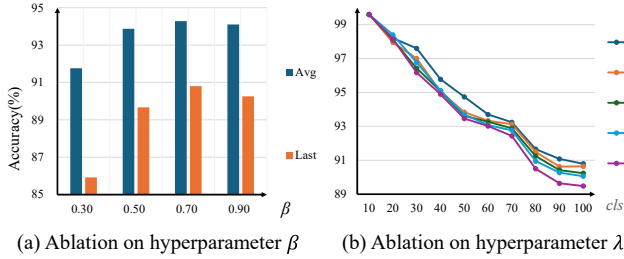 95
93
91
89
87
85
Accuracy(%)
0.30 0.50 0.70 0.90 β
Avg
Last
(a) Ablation on hyperparameter β
99
97
95
93
91
89
10 20 30 40 50 60 70 80 90 100 cls
(b) Ablation on hyperparameter λ